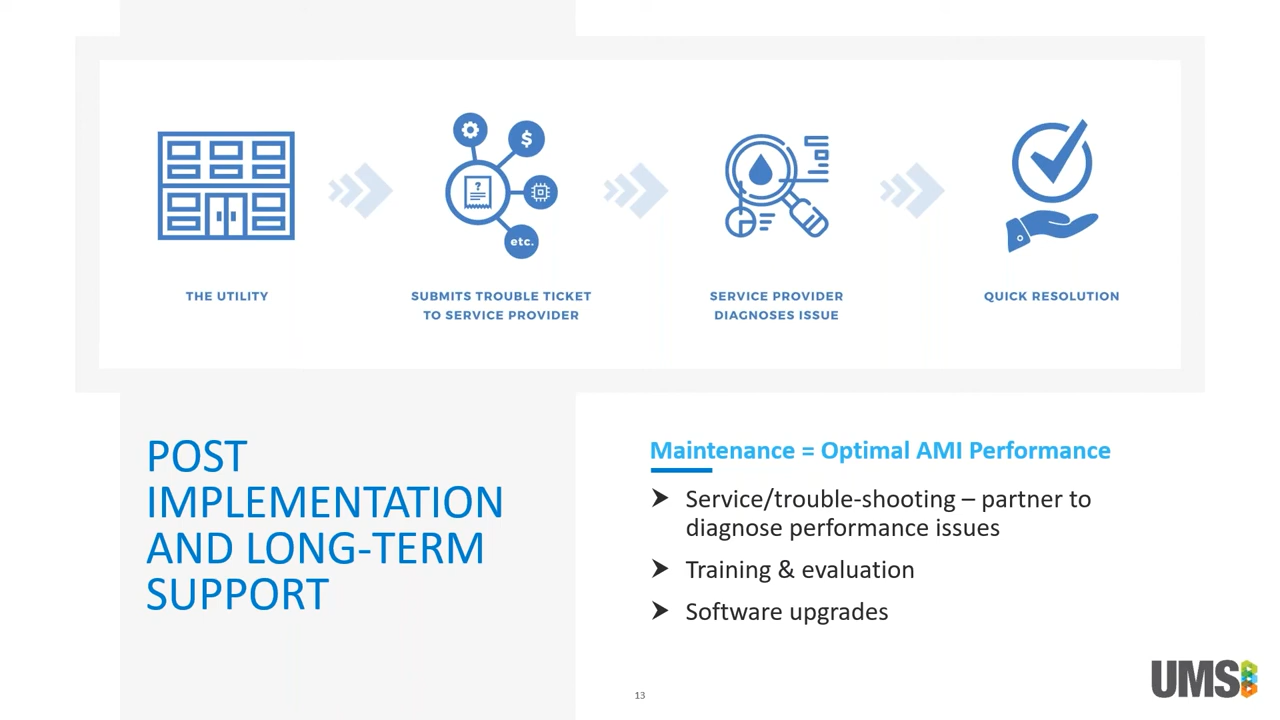 $
?
etc.
THE UTILITY
SUBMITS TROUBLE TICKET
TO SERVICE PROVIDER
SERVICE PROVIDER
DIAGNOSES ISSUE
QUICK RESOLUTION
POST
IMPLEMENTATION
AND LONG-TERM
SUPPORT
Maintenance = Optimal AMI Performance
Service/trouble-shooting – partner to
diagnose performance issues
Training & evaluation
Software upgrades
13
UMS